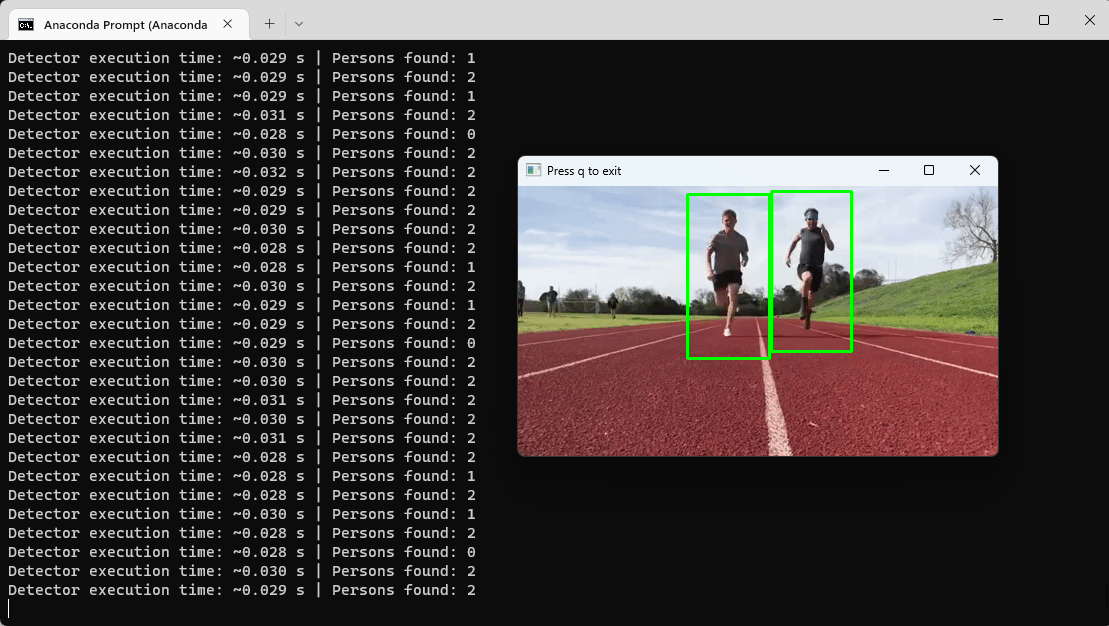 Anaconda Prompt (Anaconda
Detector execution time: ~0.029 s | Persons found: 1
Detector execution time: ~0.029 s | Persons found: 2
Detector execution time: ~0.029 s | Persons found: 1
Detector execution time: ~0.031 s | Persons found: 2
Detector execution time: ~0.028 s | Persons found: 0
Detector execution time: ~0.030 s | Persons found: 2
Detector execution time: ~0.032 s | Persons found: 2
Detector execution time: ~0.029 s | Persons found: 2
Detector execution time: ~0.029 s | Persons found: 2
Detector execution time: ~0.030 s | Persons found: 2
Detector execution time: ~0.028 s | Persons found: 2
Detector execution time: ~0.028 s | Persons found: 1
Detector execution time: ~0.030 s | Persons found: 2
Detector execution time: ~0.029 s | Persons found: 1
Detector execution time: ~0.029 s | Persons found: 2
Detector execution time: ~0.029 s | Persons found: 0
Detector execution time: ~0.030 s | Persons found: 2
Detector execution time: ~0.030 s | Persons found: 2
Detector execution time: ~0.031 s | Persons found: 2
Detector execution time: ~0.030 s | Persons found: 2
Detector execution time: ~0.031 s | Persons found: 2
Detector execution time: ~0.028 s | Persons found: 2
Detector execution time: ~0.028 s | Persons found: 1
Detector execution time: ~0.028 s | Persons found: 2
Detector execution time: ~0.030 s | Persons found: 1
Detector execution time: ~0.028 s | Persons found: 2
Detector execution time: ~0.028 s | Persons found: 0
Detector execution time: ~0.030 s | Persons found: 2
Detector execution time: ~0.029 s | Persons found: 2
Press q to exit